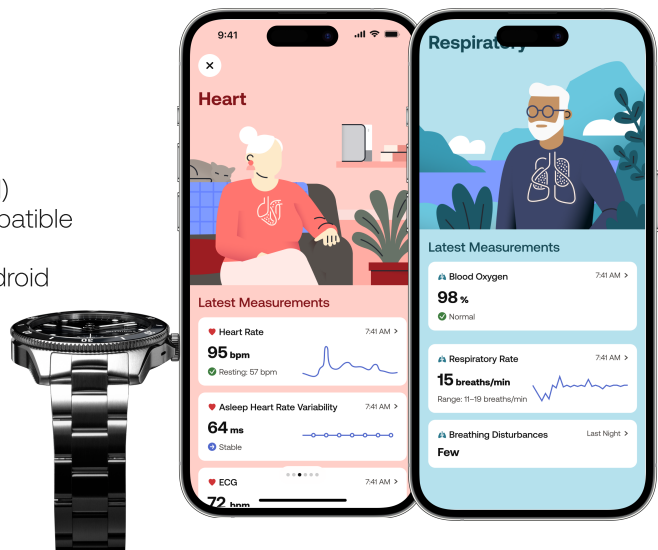 )
patible
droid
9:41
Heart
Latest Measurements
Heart Rate
7:41 AM
95 bpm
Resting: 57 bpm
Asleep Heart Rate Variability
7:41 AM
64 ms
Stable
ECG
7:41 AM
72 bpm
Respiratory
Latest Measurements
Blood Oxygen
7:41 AM
98 %
Normal
Respiratory Rate
7:41 AM
15 breaths/min
Range: 11–19 breaths/min
Breathing Disturbances
Last Night
Few
30